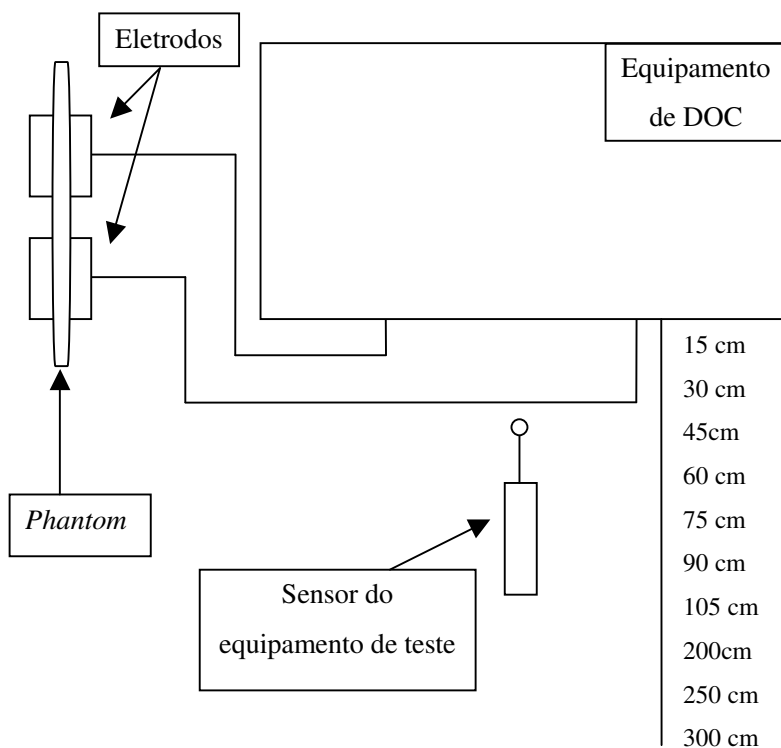 Eletrodos
Equipamento
de DOC
15 cm
30 cm
45cm
60 cm
75 cm
90 cm
105 cm
200cm
250 cm
300 cm
Phantom
Sensor do
equipamento de teste